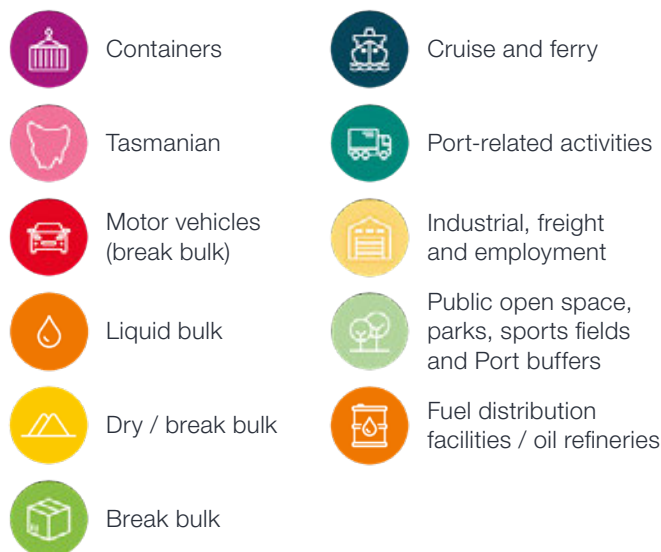 Containers
Tasmanian
Motor vehicles
(break bulk)
Liquid bulk
Dry / break bulk
Break bulk
Cruise and ferry
Port-related activities
Industrial, freight
and employment
Public open space,
parks, sports fields
and Port buffers
Fuel distribution
facilities / oil refineries